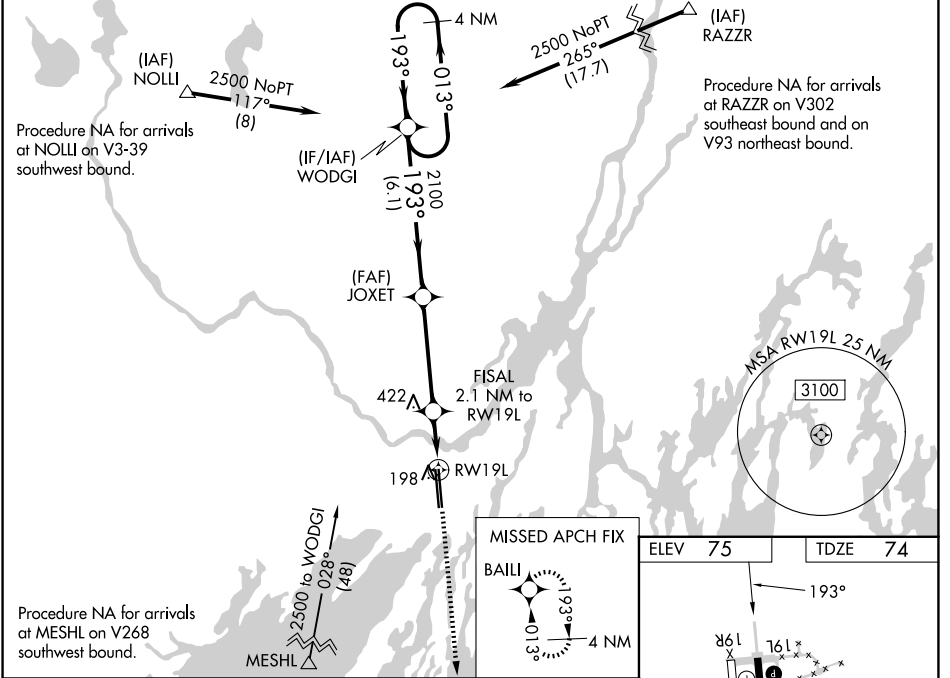 4 NM
193°
013°
(IAF)
NOLLI
2500 NoPT
117°
(8)
Procedure NA for arrivals
at NOLLI on V3-39
southwest bound.
(IF/IAF)
WODGI
2500 NoPT
265°
(17.7)
(IAF)
RAZZR
Procedure NA for arrivals
at RAZZR on V302
southeast bound and on
V93 northeast bound.
2100
193°
(6.1)
(FAF)
JOXET
FISAL
2.1 NM to
RW19L
422
198
RW19L
MSA RW19L 25 NM
3100
2500 to WODGI
028°
(48)
MESHL
Procedure NA for arrivals
at MESHL on V268
southwest bound.
MISSED APCH FIX
BAILI
193°
013°
4 NM
ELEV 75
TDZE 74
193°
19R
19L
P